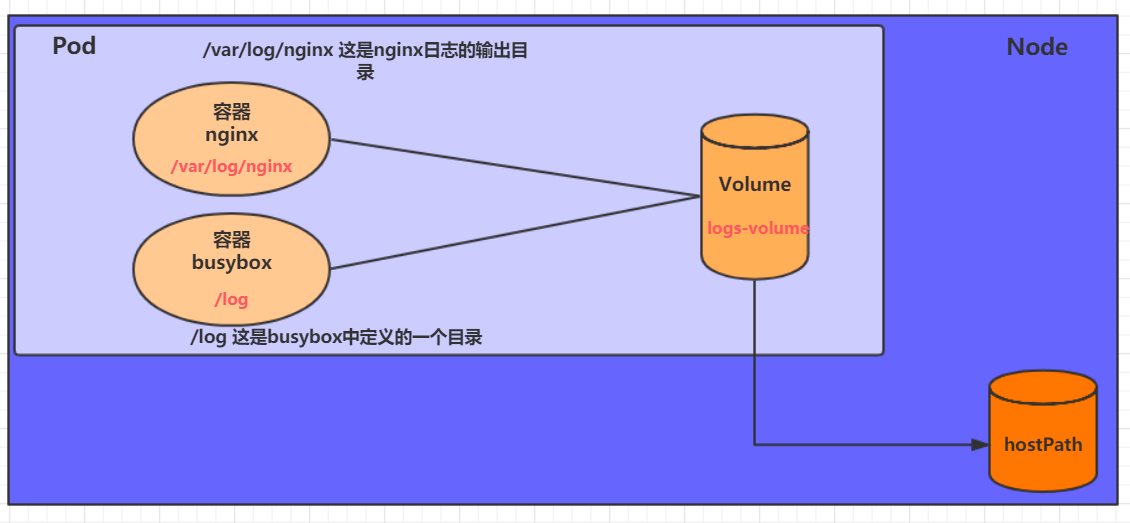 Pod
/var/log/nginx 这是nginx日志的输出目
录
Node
容器
nginx
/var/log/nginx
Volume
logs-volume
容器
busybox
/log
/log 这是busybox中定义的一个目录
hostPath